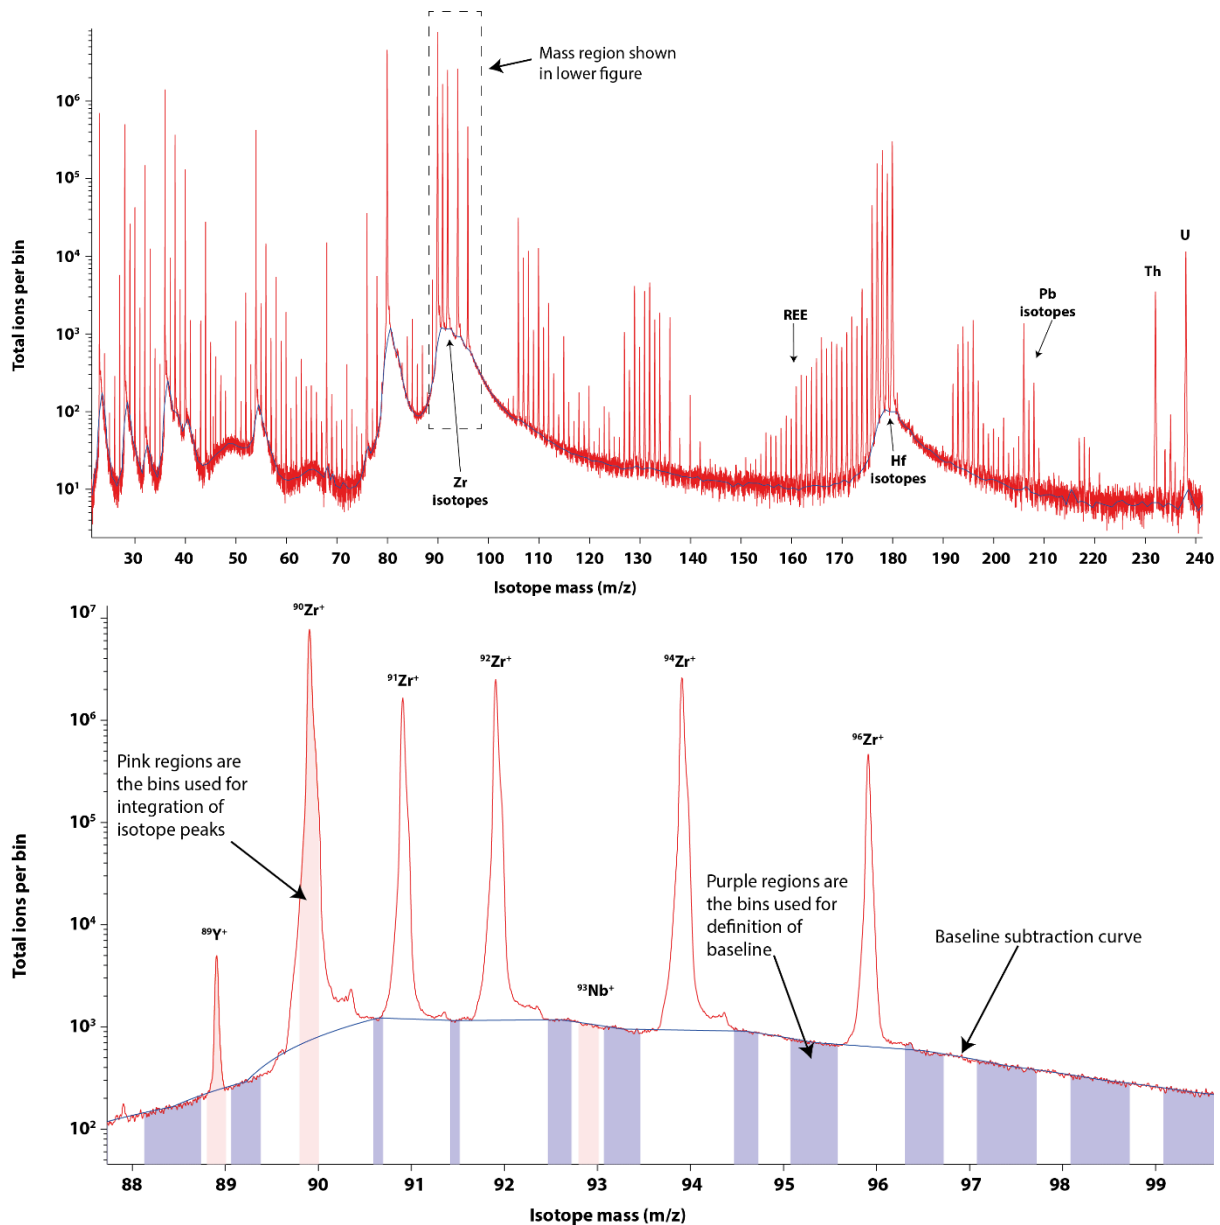 Mass region shown
in lower figure
Total ions per bin
10⁶
10⁵
10⁴
10³
10²
10¹
REE
Pb
isotopes
Th
U
Zr
isotopes
Hf
isotopes
30 40 50 60 70 80 90 100 110 120 130 140 150 160 170 180 190 200 210 220 230 240
Isotope mass (m/z)
Total ions per bin
10⁷
10⁶
10⁵
10⁴
10³
10²
⁸⁹Y⁺
⁹⁰Zr⁺
⁹¹Zr⁺
⁹²Zr⁺
⁹³Nb⁺
⁹⁴Zr⁺
⁹⁶Zr⁺
Pink regions are
the bins used for
integration of
isotope peaks
Purple regions are
the bins used for
definition of
baseline
Baseline subtraction curve
88 89 90 91 92 93 94 95 96 97 98 99
Isotope mass (m/z)